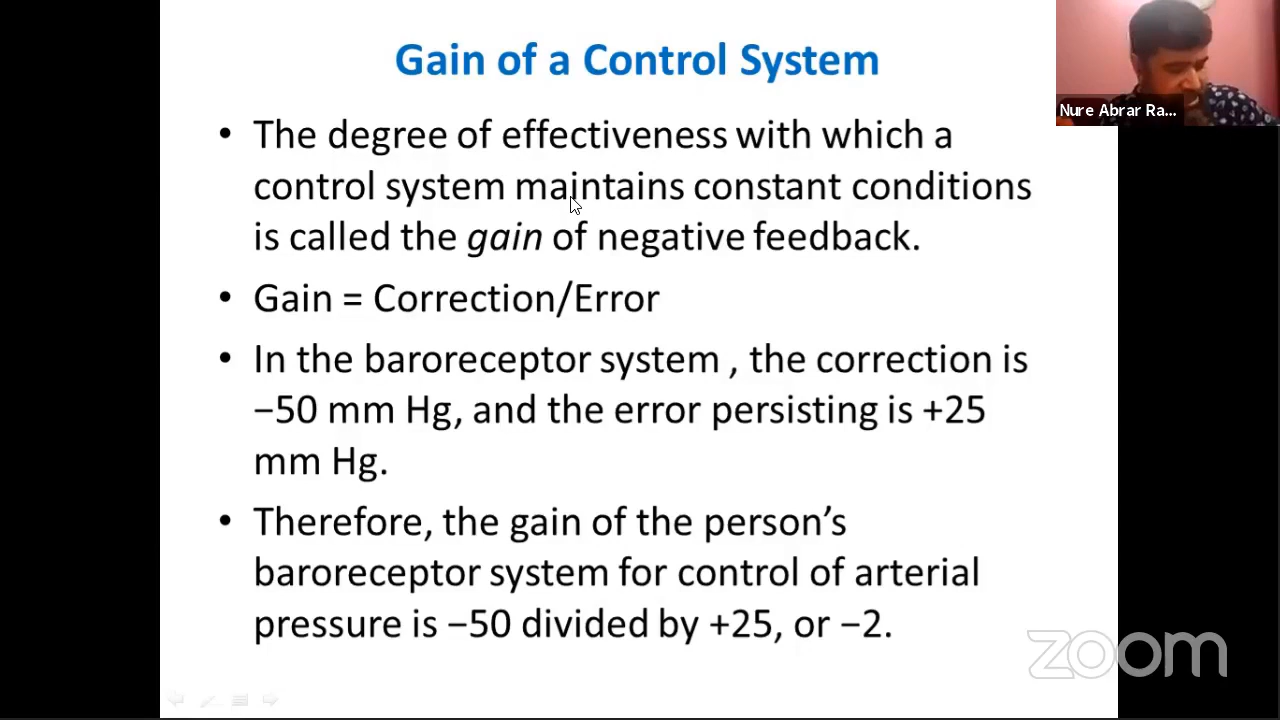 Gain of a Control System
Nure Abrar Ra...
• The degree of effectiveness with which a
control system maintains constant conditions
is called the gain of negative feedback.
• Gain = Correction/Error
• In the baroreceptor system , the correction is
−50 mm Hg, and the error persisting is +25
mm Hg.
• Therefore, the gain of the person’s
baroreceptor system for control of arterial
pressure is −50 divided by +25, or −2.
zoom